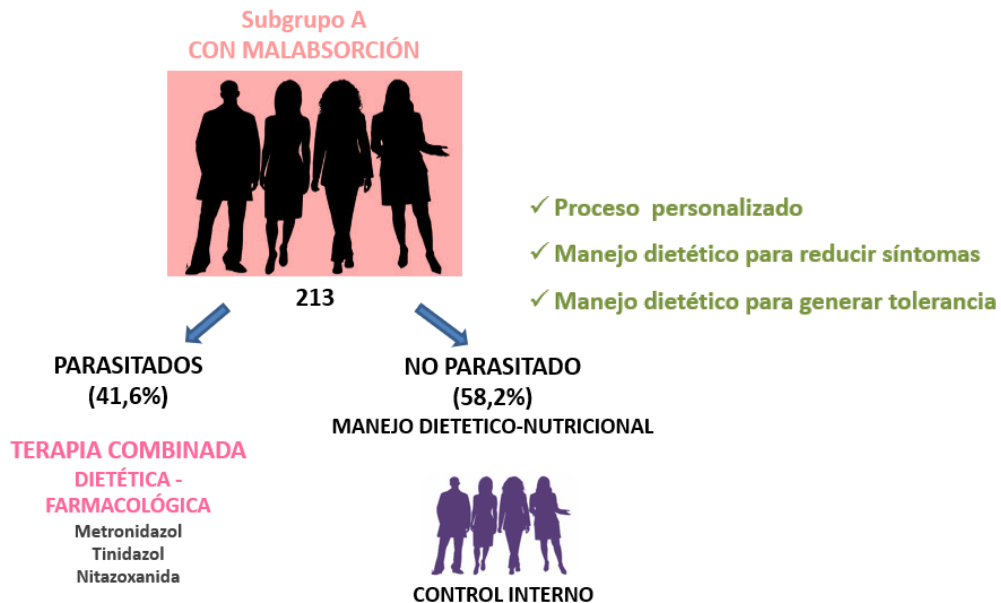 Subgrupo A
CON MALABSORCIÓN
213
✓ Proceso personalizado
✓ Manejo dietético para reducir síntomas
✓ Manejo dietético para generar tolerancia
PARASITADOS
(41,6%)
TERAPIA COMBINADA
DIETÉTICA -
FARMACOLÓGICA
Metronidazol
Tinidazol
Nitazoxanida
NO PARASITADO
(58,2%)
MANEJO DIETETICO-NUTRICIONAL
CONTROL INTERNO